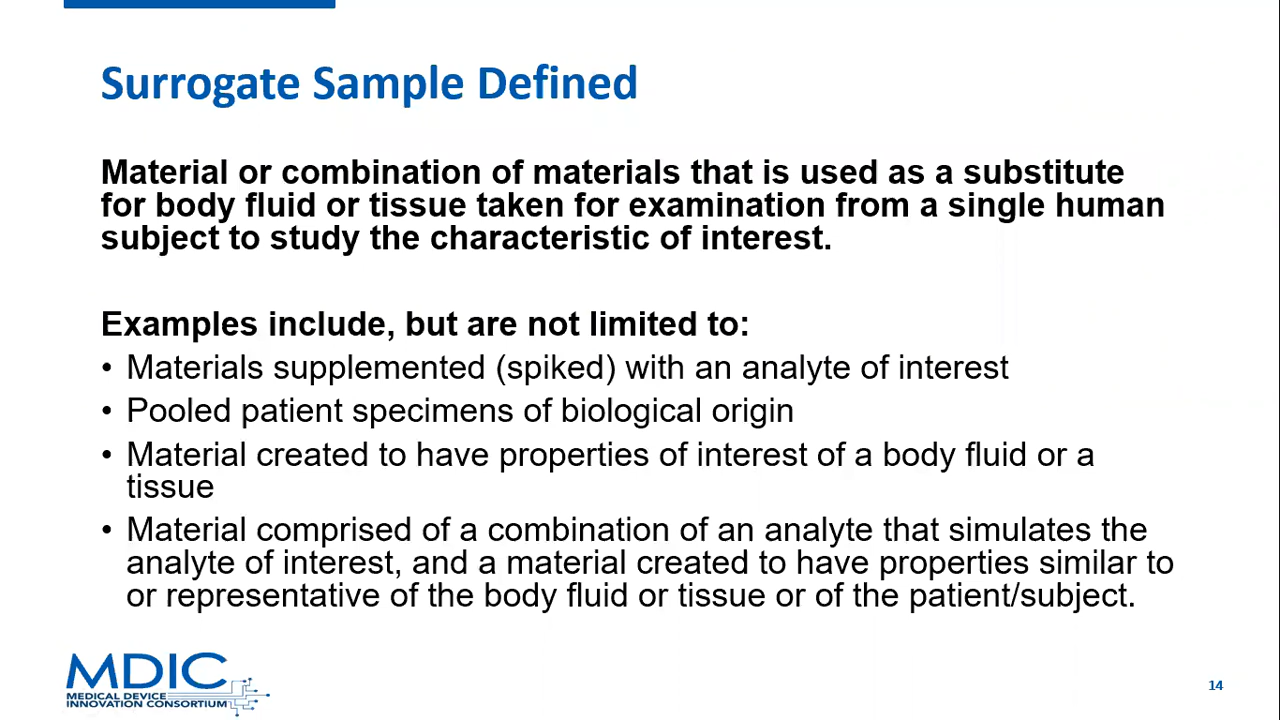 Surrogate Sample Defined
Material or combination of materials that is used as a substitute
for body fluid or tissue taken for examination from a single human
subject to study the characteristic of interest.
Examples include, but are not limited to:
• Materials supplemented (spiked) with an analyte of interest
• Pooled patient specimens of biological origin
• Material created to have properties of interest of a body fluid or a
tissue
• Material comprised of a combination of an analyte that simulates the
analyte of interest, and a material created to have properties similar to
or representative of the body fluid or tissue or of the patient/subject.
MDIC
MEDICAL DEVICE
INNOVATION CONSORTIUM
14